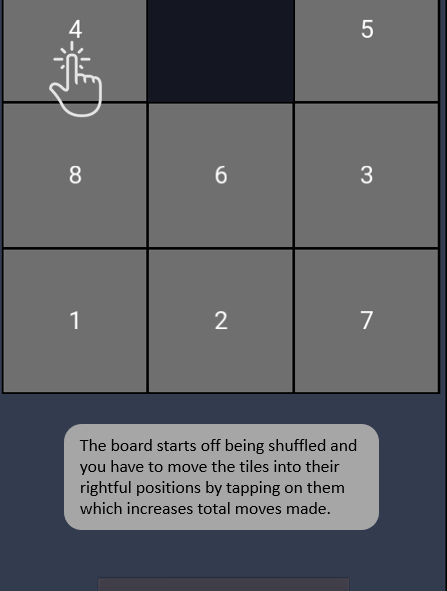 4 5
8 6 3
1 2 7
The board starts off being shuffled and
you have to move the tiles into their
rightful positions by tapping on them
which increases total moves made.